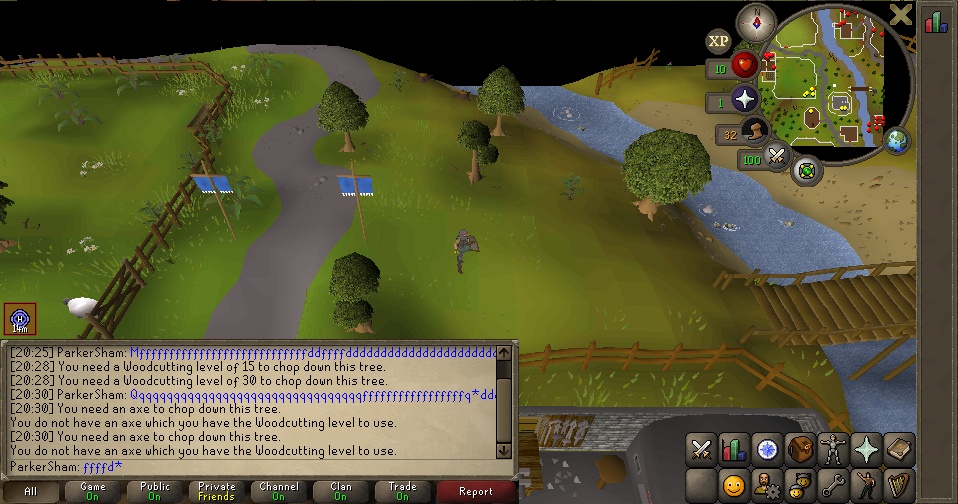 N
XP
10
1
32
100
14m
[20:25] ParkerSham: Mffffffffffffffffffffffffffffddffffddddddddddddddddddddddddd
[20:28] You need a Woodcutting level of 15 to chop down this tree.
[20:28] You need a Woodcutting level of 30 to chop down this tree.
[20:30] ParkerSham: Qqqqqqqqqqqqqqqqqqqqqqqqqqqqqqqfffffffffffffffffq*dd
[20:30] You need an axe to chop down this tree.
You do not have an axe which you have the Woodcutting level to use.
[20:30] You need an axe to chop down this tree.
You do not have an axe which you have the Woodcutting level to use.
ParkerSham: ffffd*
All
Game
On
Public
On
Private
Friends
Channel
On
Clan
On
Trade
On
Report